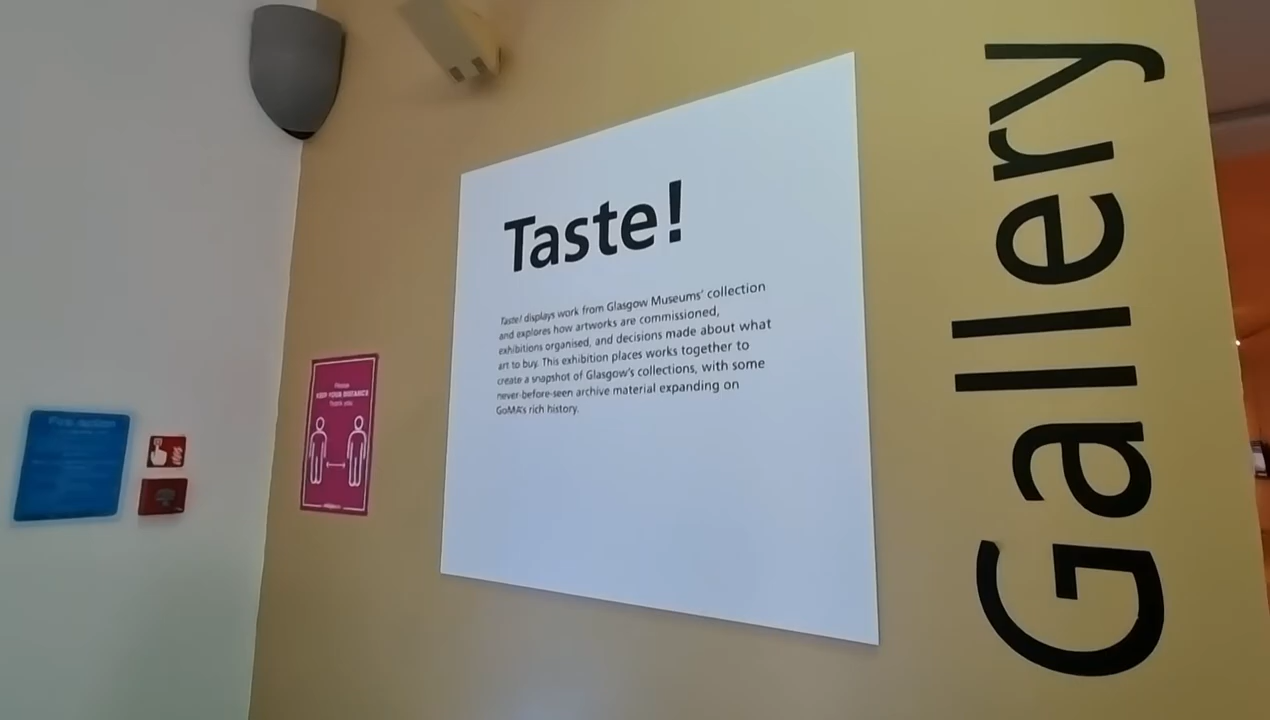 Fire action
Please
KEEP YOUR DISTANCE
Thank you
Taste!
Taste! displays work from Glasgow Museums' collection
and explores how artworks are commissioned,
exhibitions organised, and decisions made about what
art to buy. This exhibition places works together to
create a snapshot of Glasgow's collections, with some
never-before-seen archive material expanding on
GoMA's rich history.
Gallery